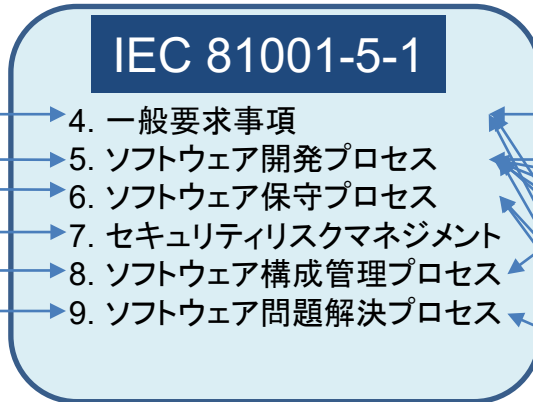 IEC 81001-5-1
4. 一般要求事項
5. ソフトウェア開発プロセス
6. ソフトウェア保守プロセス
7. セキュリティリスクマネジメント
8. ソフトウェア構成管理プロセス
9. ソフトウェア問題解決プロセス